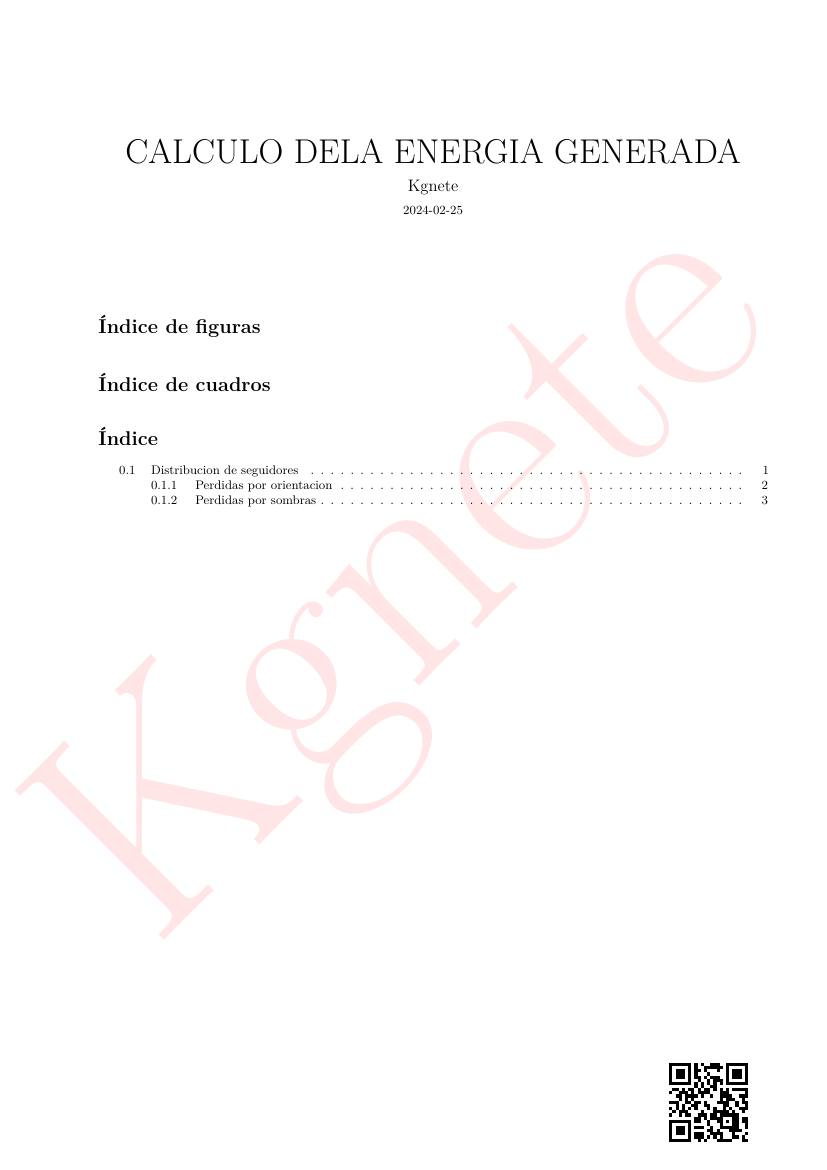 CALCULO DELA ENERGIA GENERADA
Kgnete
2024-02-25
Índice de figuras
Índice de cuadros
Índice
0.1 Distribucion de seguidores . . . . . . . . . . . . . . . . . . . . . . . . . . . . . . . . . . . . . . . . . . . . 1
0.1.1 Perdidas por orientacion . . . . . . . . . . . . . . . . . . . . . . . . . . . . . . . . . . . . . . . . . 2
0.1.2 Perdidas por sombras . . . . . . . . . . . . . . . . . . . . . . . . . . . . . . . . . . . . . . . . . . . 3
Kgnete